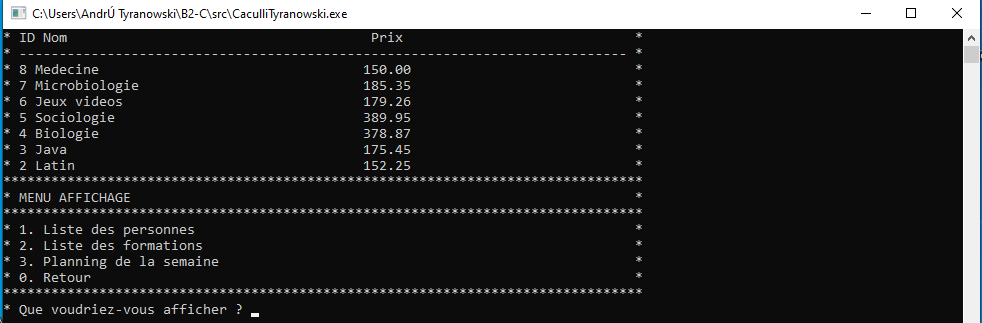 C:\Users\AndrÚ Tyranowski\B2-C\src\CaculliTyranowski.exe
* ID Nom                                      Prix                             *
* ---------------------------------------------------------------------------- *
* 8 Medecine                                 150.00                            *
* 7 Microbiologie                            185.35                            *
* 6 Jeux videos                              179.26                            *
* 5 Sociologie                               389.95                            *
* 4 Biologie                                 378.87                            *
* 3 Java                                     175.45                            *
* 2 Latin                                    152.25                            *
********************************************************************************
* MENU AFFICHAGE                                                               *
********************************************************************************
* 1. Liste des personnes                                                       *
* 2. Liste des formations                                                      *
* 3. Planning de la semaine                                                    *
* 0. Retour                                                                    *
********************************************************************************
* Que voudriez-vous afficher ? _